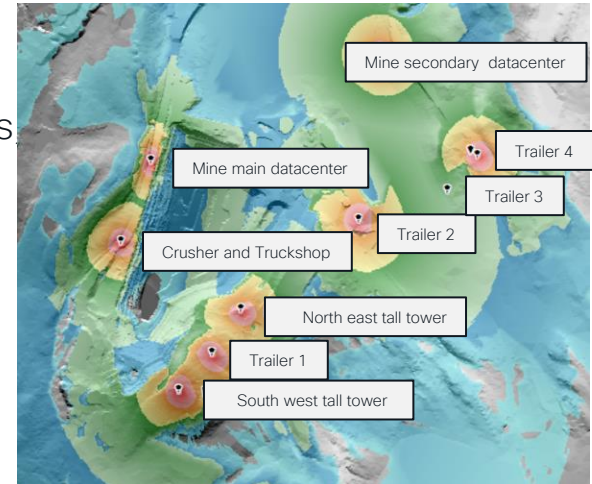 Mine secondary  datacenter
s
Trailer 4
Mine main datacenter
Trailer 3
Trailer 2
Crusher and Truckshop
North east tall tower
Trailer 1
South west tall tower